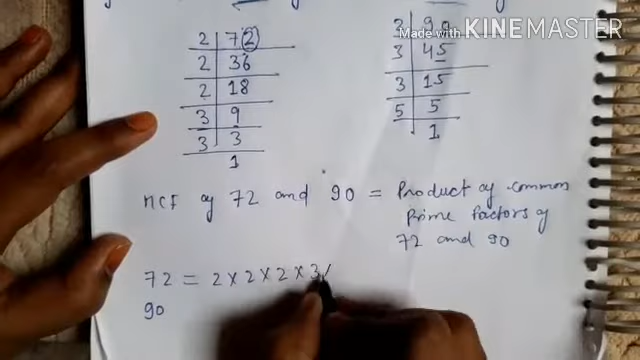 Made with KINEMASTER
2 | 72
2 | 36
2 | 18
3 | 9
3 | 3
1
2 | 90
3 | 45
3 | 15
5 | 5
1
HCF of 72 and 90 = Product of common
Prime Factors of
72 and 90
72 = 2 × 2 × 2 × 3
90